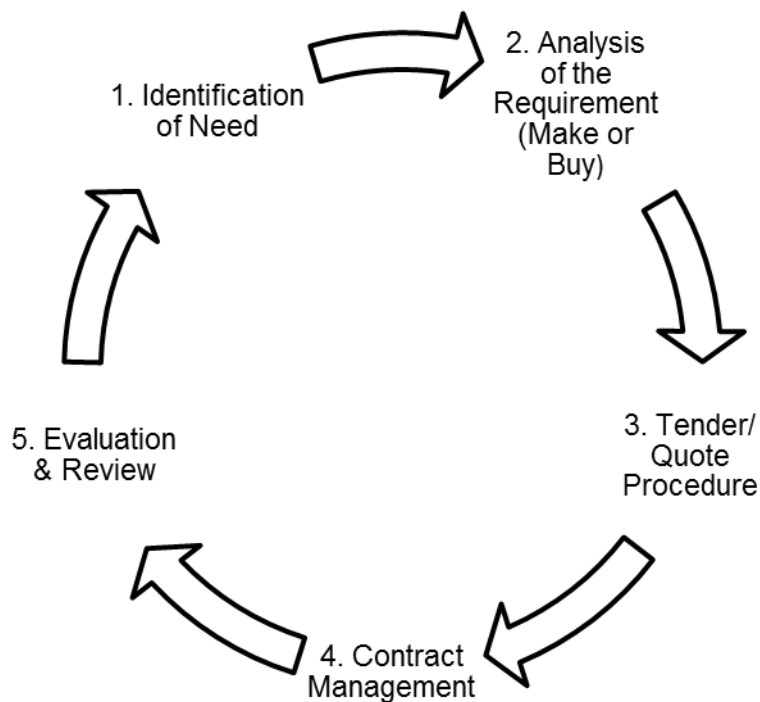 1. Identification
of Need
2. Analysis
of the
Requirement
(Make or
Buy)
3. Tender/
Quote
Procedure
4. Contract
Management
5. Evaluation
& Review